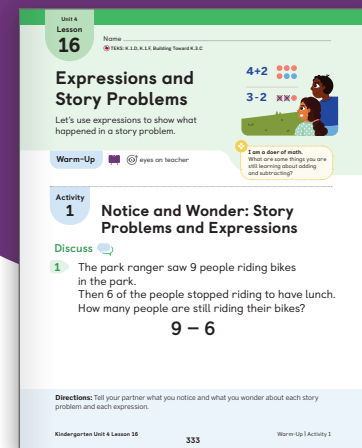 Unit 4
Lesson
16
Name
TEKS: K.1.D, K.1.F, Building Toward K.3.C
Expressions and
Story Problems
Let's use expressions to show what
happened in a story problem.
4+2
3-2
I am a doer of math.
What are some things you are
still learning about adding
and subtracting?
Warm-Up
eyes on teacher
Activity
1
Notice and Wonder: Story
Problems and Expressions
Discuss
1 The park ranger saw 9 people riding bikes
in the park.
Then 6 of the people stopped riding to have lunch.
How many people are still riding their bikes?
9 – 6
Directions: Tell your partner what you notice and what you wonder about each story
problem and each expression.
Kindergarten Unit 4 Lesson 16
333
Warm-Up | Activity 1